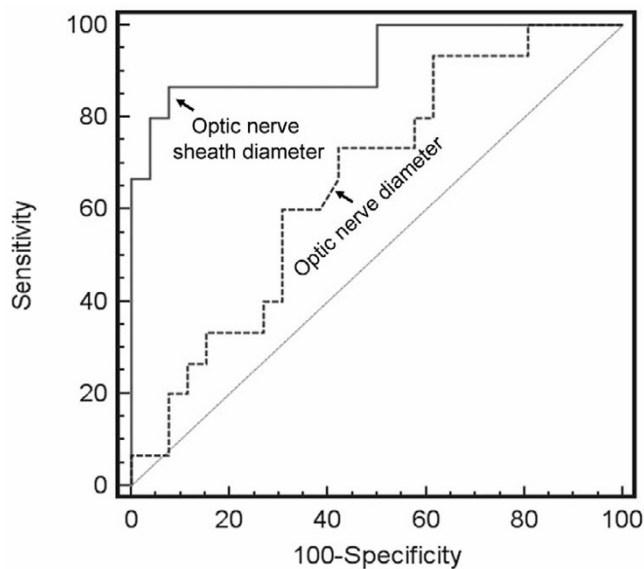 100
80
60
40
20
0
Sensitivity
Optic nerve
sheath diameter
Optic nerve diameter
0 20 40 60 80 100
100-Specificity